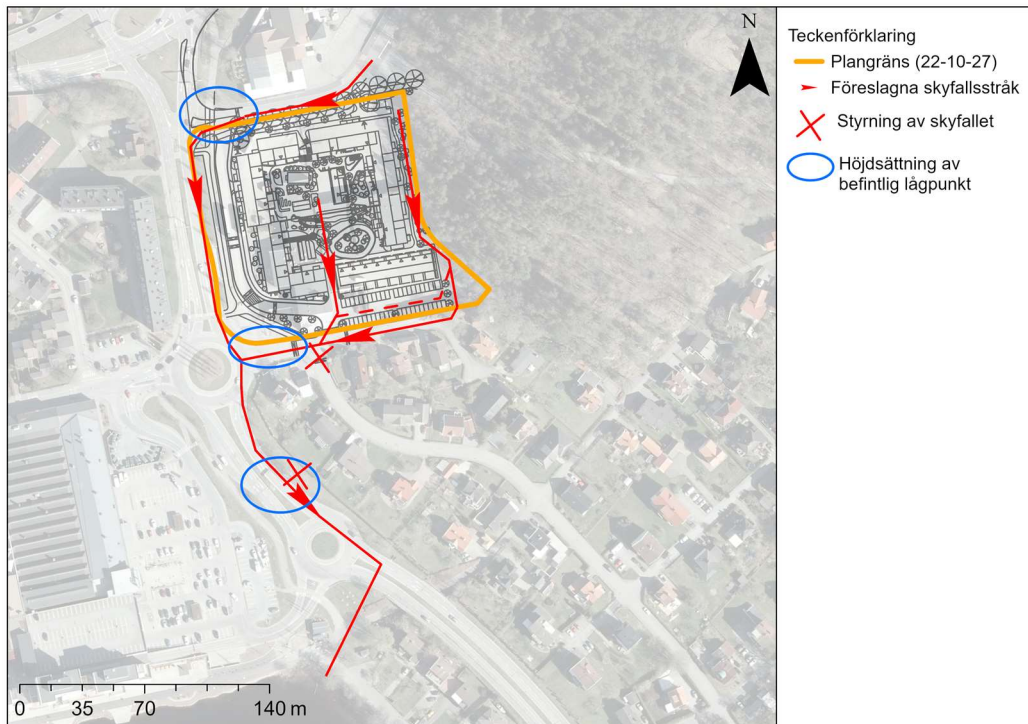 N
Teckenförklaring
Plangräns (22-10-27)
Föreslagna skyfallsstråk
Styrning av skyfallet
Höjdsättning av
befintlig lågpunkt
0 35 70 140 m